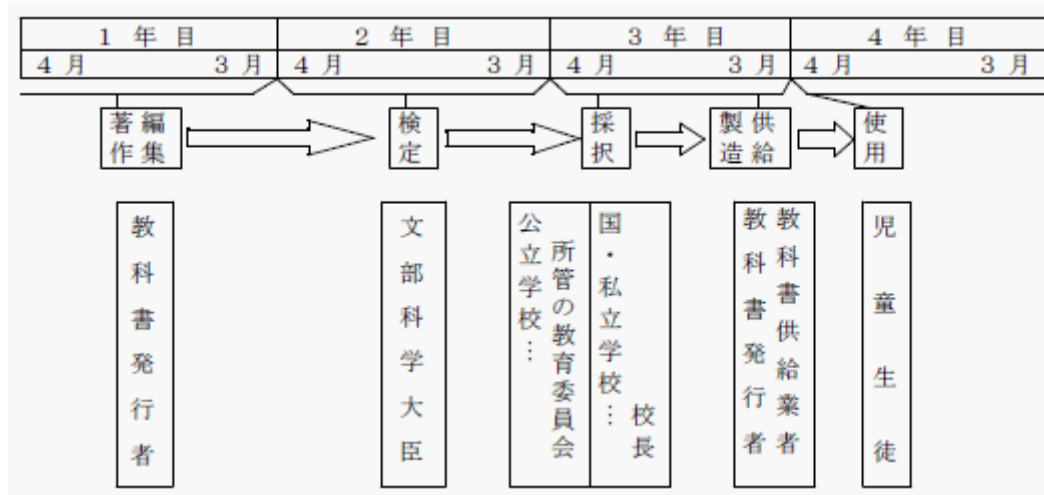 1年目
2年目
3年目
4年目
4月 3月
4月 3月
4月 3月
4月 3月
編集
著作
検定
採択
供給
製造
使用
教科書発行者
文部科学大臣
公立学校…
所管の教育委員会
国・私立学校…
校長
教科書供給業者
教科書発行者
児童生徒